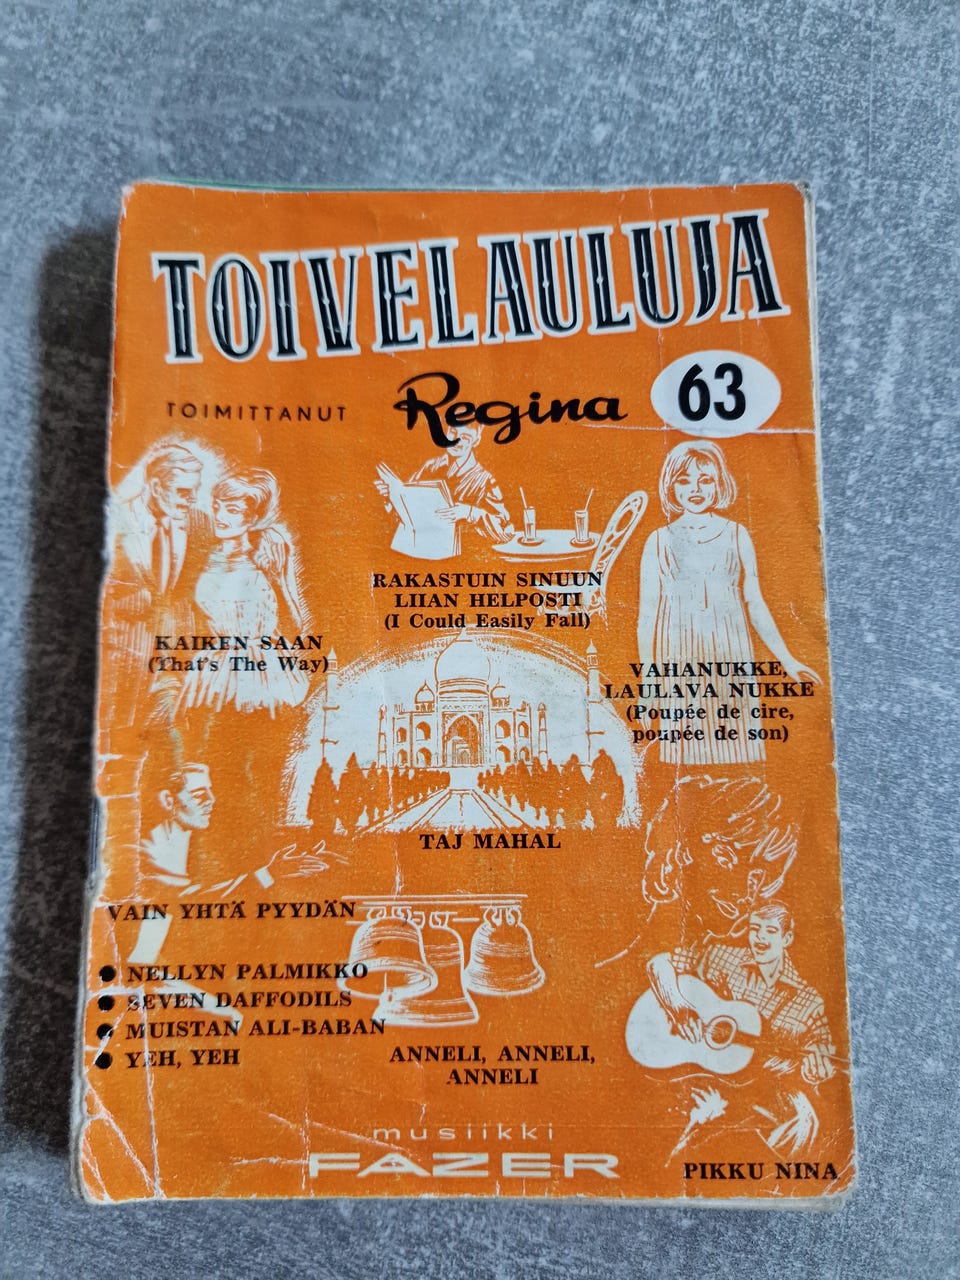 TOIVELAULUJA
TOIMITTANUT Regina 63
RAKASTUIN SINUUN
LIIAN HELPOSTI
(I Could Easily Fall)
KAIKEN SAAN
(That's The Way)
VAHANUKKE,
LAULAVA NUKKE
(Poupée de cire,
poupée de son)
TAJ MAHAL
VAIN YHTÄ PYYDÄN
● NELLYN PALMIKKO
● SEVEN DAFFODILS
● MUISTAN ALI-BABAN
● YEH, YEH
ANNELI, ANNELI,
ANNELI
musiikki
FAZER
PIKKU NINA